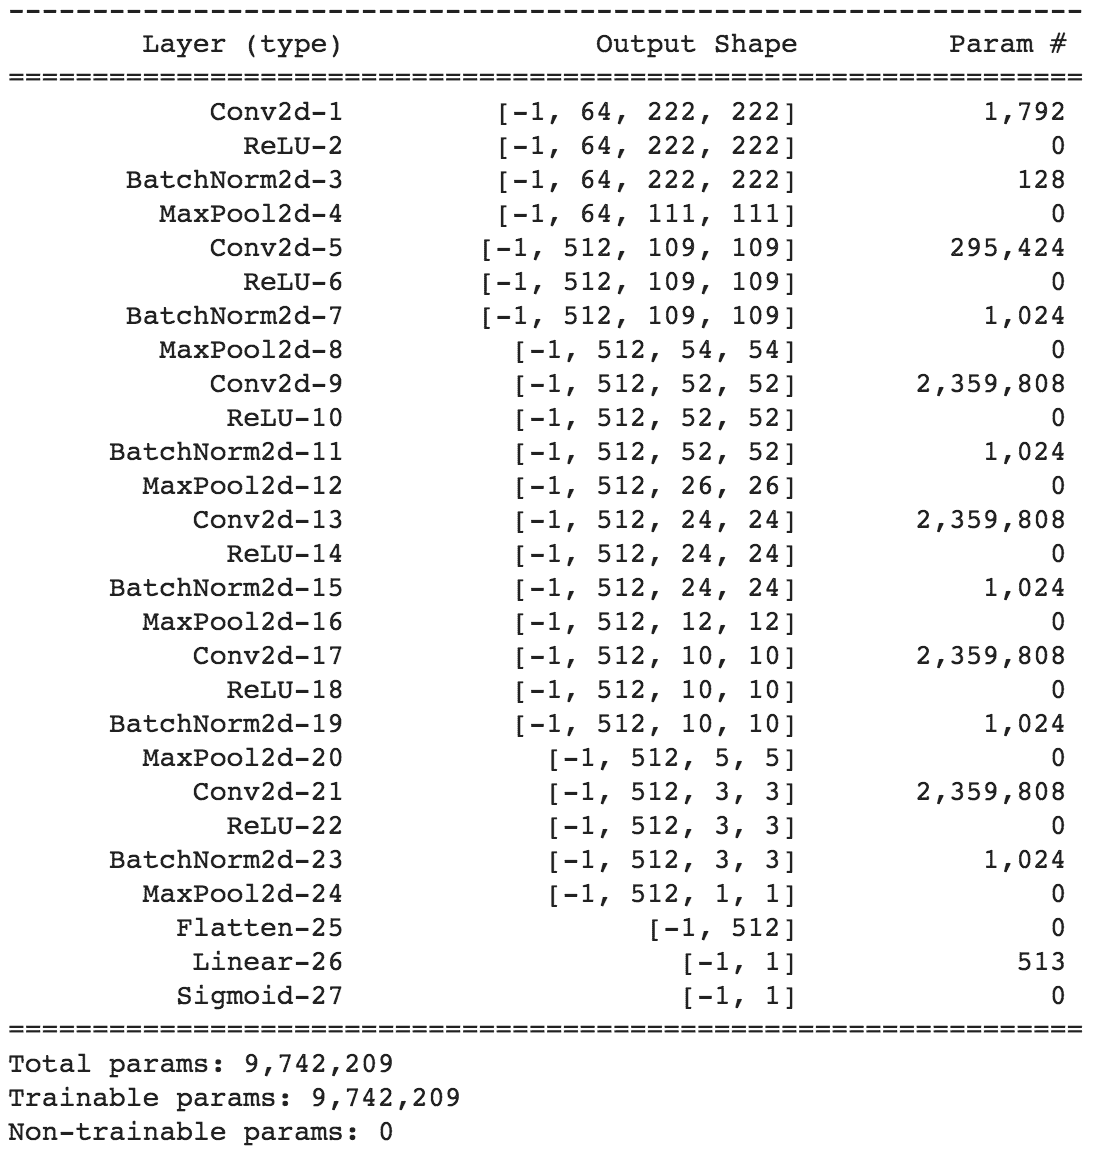 ----------------------------------------------------------------
Layer (type) Output Shape Param #
================================================================
Conv2d-1 [-1, 64, 222, 222] 1,792
ReLU-2 [-1, 64, 222, 222] 0
BatchNorm2d-3 [-1, 64, 222, 222] 128
MaxPool2d-4 [-1, 64, 111, 111] 0
Conv2d-5 [-1, 512, 109, 109] 295,424
ReLU-6 [-1, 512, 109, 109] 0
BatchNorm2d-7 [-1, 512, 109, 109] 1,024
MaxPool2d-8 [-1, 512, 54, 54] 0
Conv2d-9 [-1, 512, 52, 52] 2,359,808
ReLU-10 [-1, 512, 52, 52] 0
BatchNorm2d-11 [-1, 512, 52, 52] 1,024
MaxPool2d-12 [-1, 512, 26, 26] 0
Conv2d-13 [-1, 512, 24, 24] 2,359,808
ReLU-14 [-1, 512, 24, 24] 0
BatchNorm2d-15 [-1, 512, 24, 24] 1,024
MaxPool2d-16 [-1, 512, 12, 12] 0
Conv2d-17 [-1, 512, 10, 10] 2,359,808
ReLU-18 [-1, 512, 10, 10] 0
BatchNorm2d-19 [-1, 512, 10, 10] 1,024
MaxPool2d-20 [-1, 512, 5, 5] 0
Conv2d-21 [-1, 512, 3, 3] 2,359,808
ReLU-22 [-1, 512, 3, 3] 0
BatchNorm2d-23 [-1, 512, 3, 3] 1,024
MaxPool2d-24 [-1, 512, 1, 1] 0
Flatten-25 [-1, 512] 0
Linear-26 [-1, 1] 513
Sigmoid-27 [-1, 1] 0
================================================================
Total params: 9,742,209
Trainable params: 9,742,209
Non-trainable params: 0